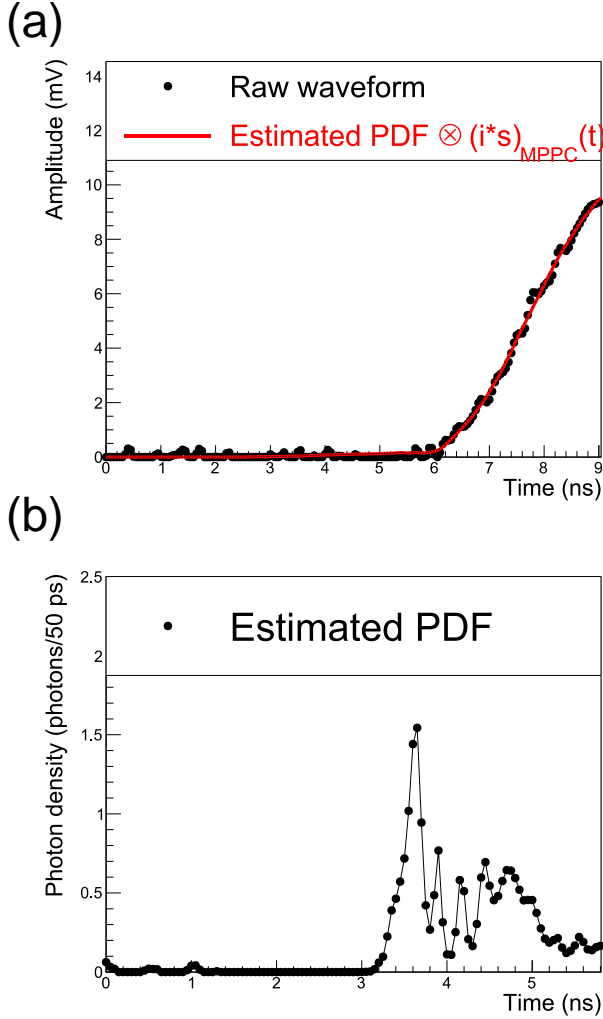 (a)
Amplitude (mV)
14
12
10
8
6
4
2
0
Raw waveform
Estimated PDF ⊗ (i*s)MPPC(t)
0 1 2 3 4 5 6 7 8 9
Time (ns)
(b)
Photon density (photons/50 ps)
2.5
2
1.5
1
0.5
0
Estimated PDF
0 1 2 3 4 5
Time (ns)